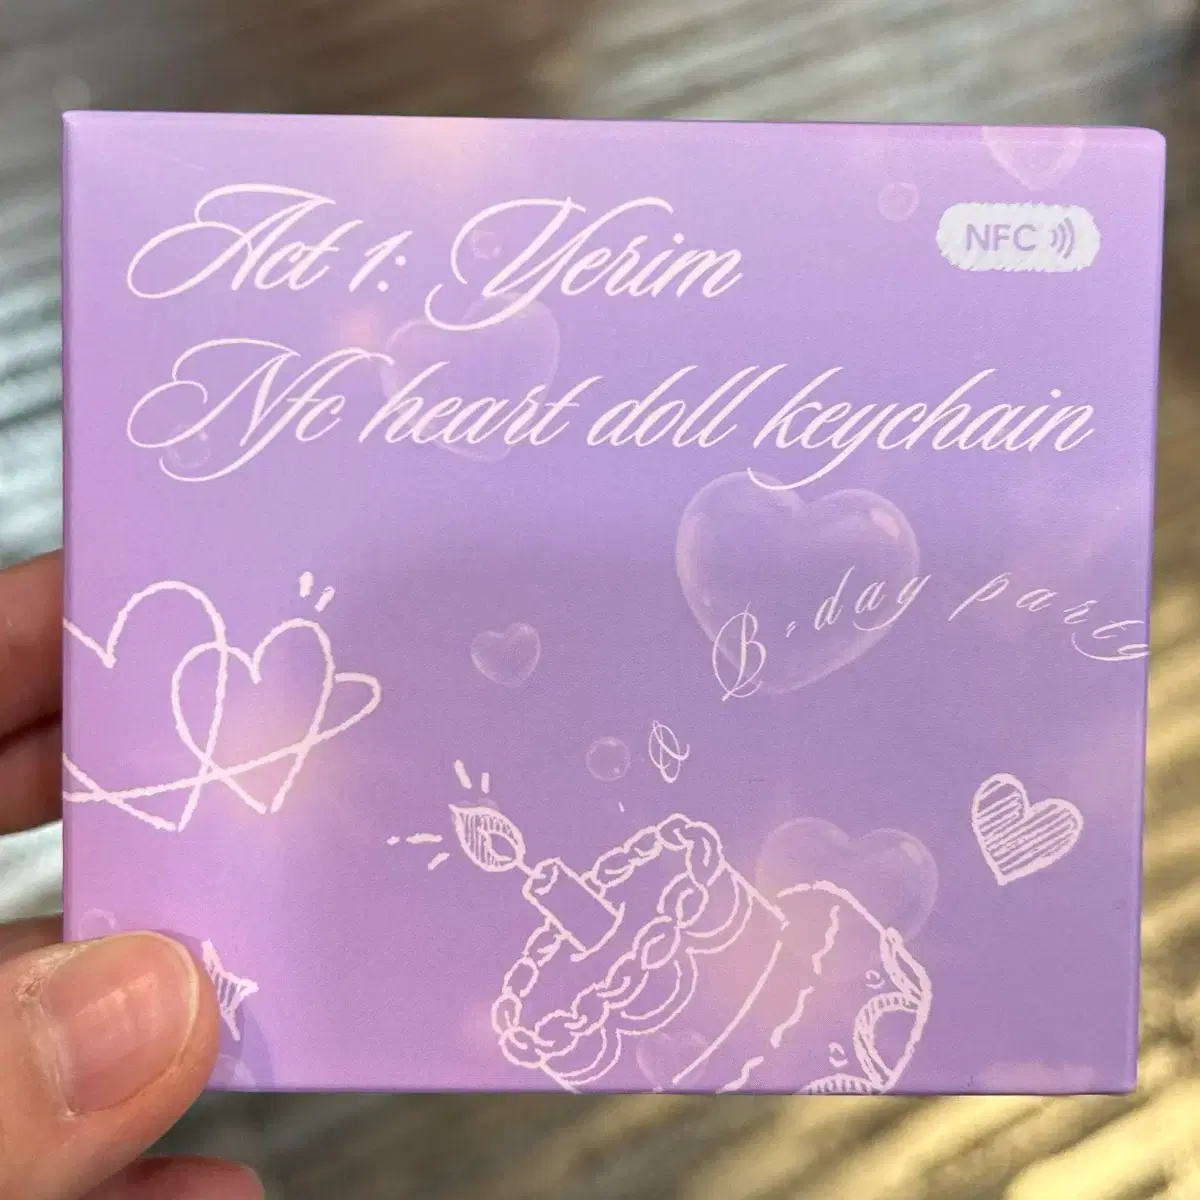 Act 1: Yerim
NFC
Nfc heart doll keychain
a B-day party